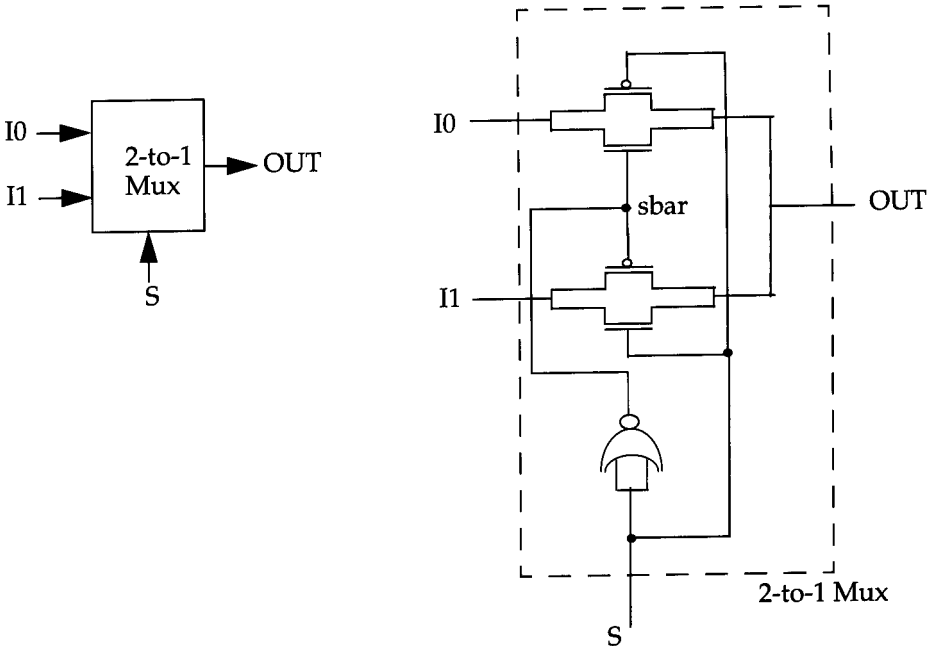 I0
I1
2-to-1
Mux
OUT
S
I0
sbar
OUT
I1
2-to-1 Mux
S